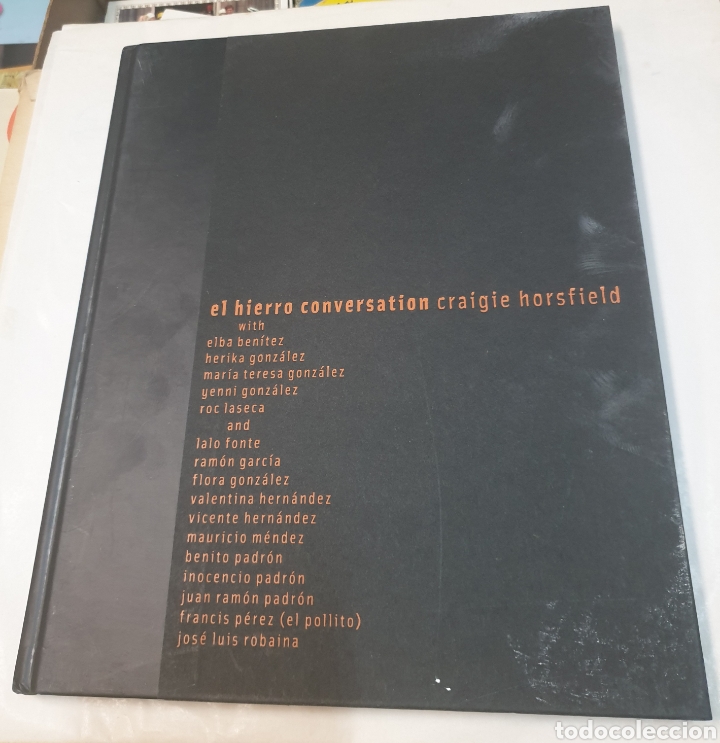 el hierro conversation craigie horsfield
with
elba benítez
herika gonzález
maría teresa gonzález
yenni gonzález
roc laseca
and
lalo fonte
ramón garcía
flora gonzález
valentina hernández
vicente hernández
mauricio méndez
benito padrón
inocencio padrón
juan ramón padrón
francis pérez (el pollito)
josé luis robaina
todocoleccion